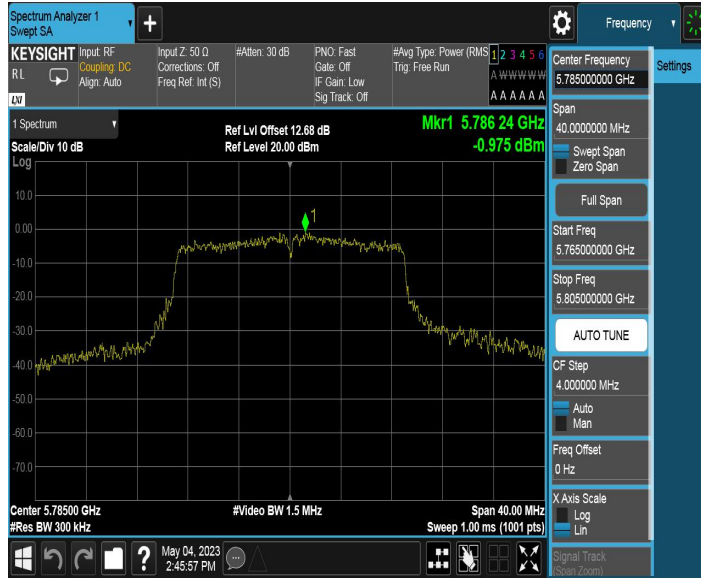 Spectrum Analyzer 1
Swept SA
+
Frequency
KEYSIGHT
RL
LXI
Input: RF
Coupling: DC
Align: Auto
Input Z: 50 Ω
Corrections: Off
Freq Ref: Int (S)
#Atten: 30 dB
PNO: Fast
Gate: Off
IF Gain: Low
Sig Track: Off
#Avg Type: Power (RMS
Trig: Free Run
1 2 3 4 5 6
A W W W W W
A A A A A A
1 Spectrum
Scale/Div 10 dB
Log
Ref Lvl Offset 12.68 dB
Ref Level 20.00 dBm
Mkr1 5.786 24 GHz
-0.975 dBm
1
10.0
0.00
-10.0
-20.0
-30.0
-40.0
-50.0
-60.0
-70.0
Center 5.78500 GHz
#Res BW 300 kHz
#Video BW 1.5 MHz
Span 40.00 MHz
Sweep 1.00 ms (1001 pts)
Center Frequency
5.785000000 GHz
Span
40.0000000 MHz
Swept Span
Zero Span
Full Span
Start Freq
5.765000000 GHz
Stop Freq
5.805000000 GHz
AUTO TUNE
CF Step
4.000000 MHz
Auto
Man
Freq Offset
0 Hz
X Axis Scale
Log
Lin
Signal Track
(Span Zoom)
Settings
?
May 04, 2023
2:45:57 PM